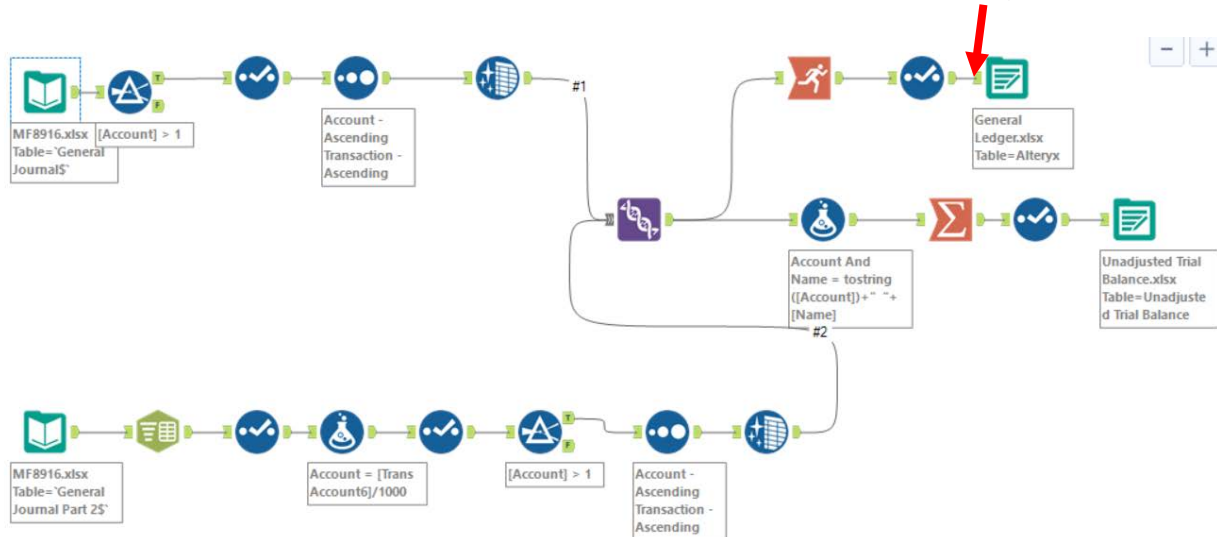 T
F
MF8916.xlsx
Table=`General
Journal$`
[Account] > 1
Account -
Ascending
Transaction -
Ascending
#1
General
Ledger.xlsx
Table=Alteryx
Account And
Name = tostring
([Account])+" "+
[Name]
Unadjusted Trial
Balance.xlsx
Table=Unadjuste
d Trial Balance
#2
MF8916.xlsx
Table=`General
Journal Part 2$`
Account = [Trans
Account6]/1000
T
F
[Account] > 1
Account -
Ascending
Transaction -
Ascending